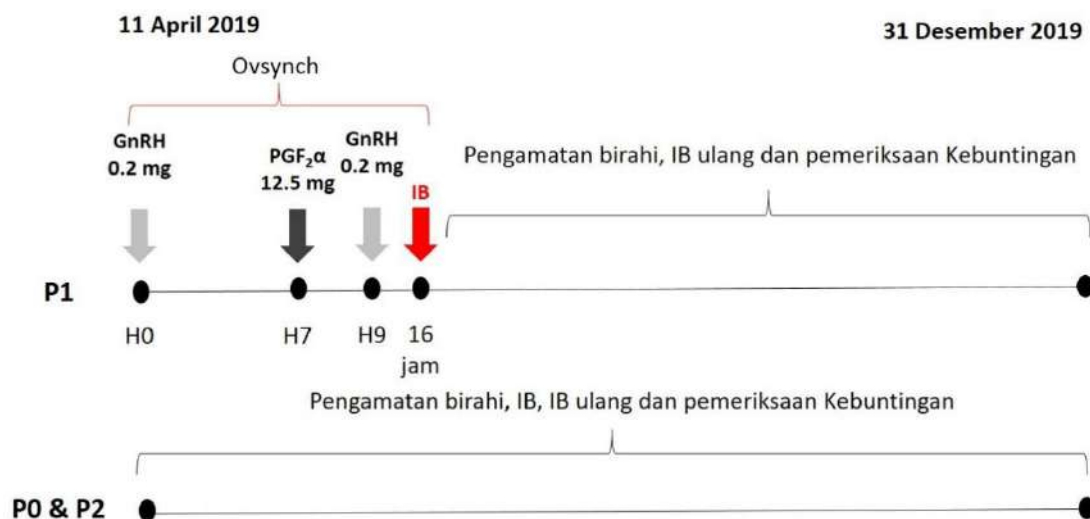 11 April 2019
31 Desember 2019
Ovsynch
GnRH
0.2 mg
PGF₂α
12.5 mg
GnRH
0.2 mg
IB
Pengamatan birahi, IB ulang dan pemeriksaan Kebuntingan
P1
H0
H7
H9
16
jam
Pengamatan birahi, IB, IB ulang dan pemeriksaan Kebuntingan
P0 & P2